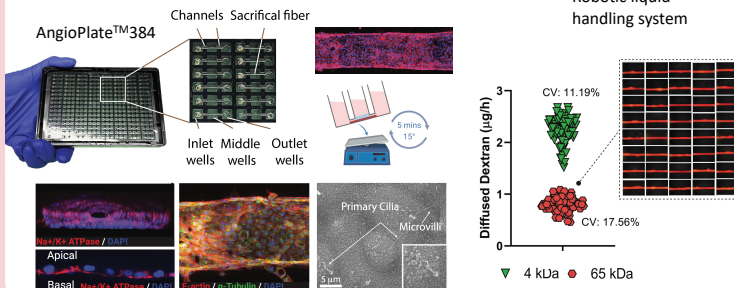 Robotic liquid
handling system
AngioPlate™384
Channels Sacrifical fiber
Inlet wells
Middle wells
Outlet wells
5 mins
15°
Na+/K+ ATPase / DAPI
Apical
Basal Na+/K+ ATPase / DAPI
F-actin / α-Tubulin / DAPI
Primary Cilia
Microvilli
5 µm
Diffused Dextran (µg/h)
3
2
1
0
CV: 11.19%
CV: 17.56%
4 kDa 65 kDa